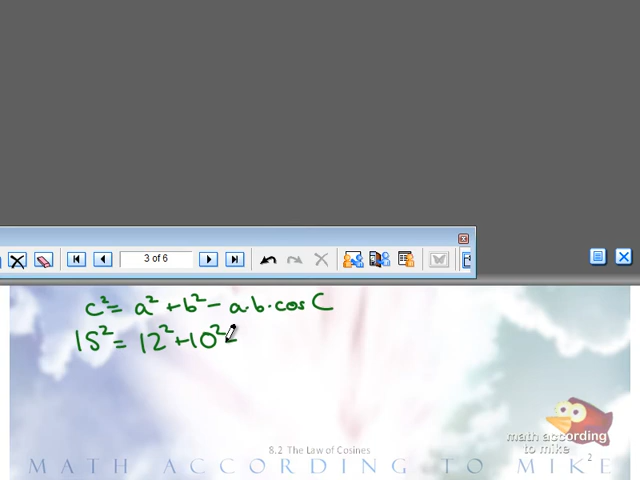 3 of 6
c² = a² + b² - a·b·cos C
15² = 12² + 10²
math according
to mike
8.2 The Law of Cosines
2
MATH ACCORDING TO MIKE